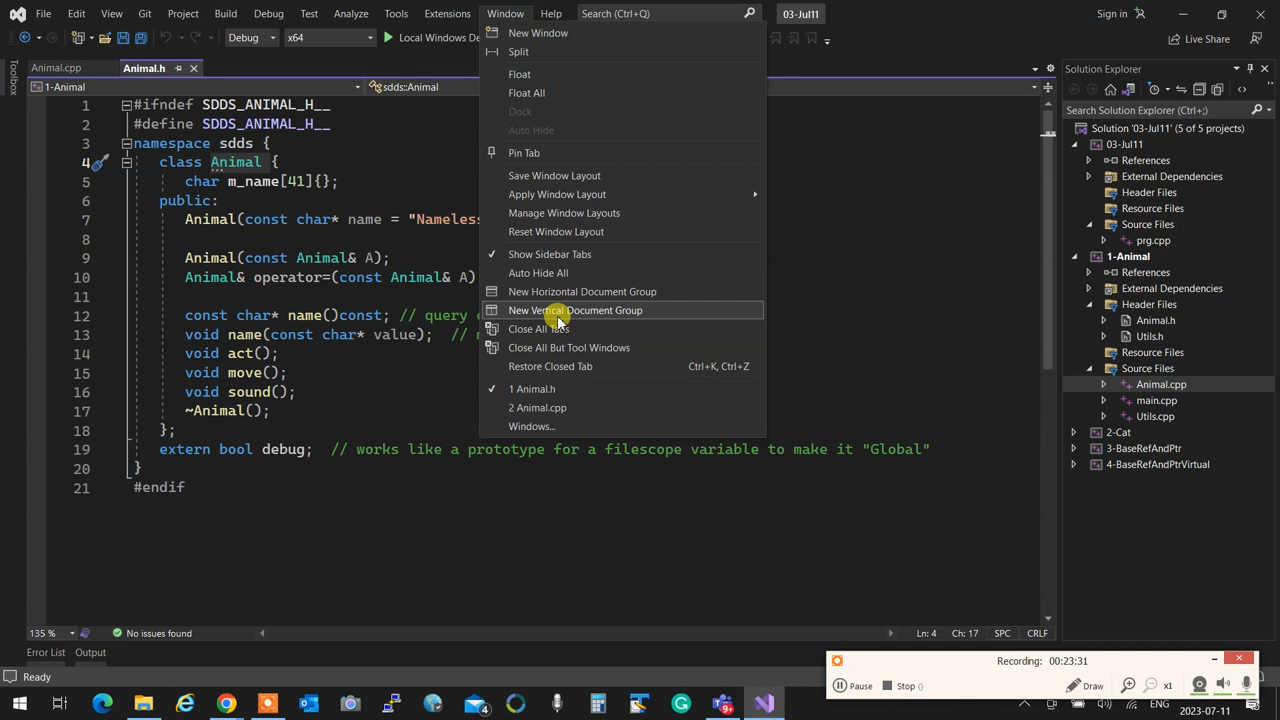 File Edit View Git Project Build Debug Test Analyze Tools Extensions Window Help Search (Ctrl+Q) 03-Jul11 Sign in
Debug x64 Local Windows De Live Share
Toolbox
Animal.cpp Animal.h
1-Animal sdds::Animal
1 #ifndef SDDS_ANIMAL_H__
2 #define SDDS_ANIMAL_H__
3 namespace sdds {
4 class Animal {
5 char m_name[41]{};
6 public:
7 Animal(const char* name = "Nameless
8
9 Animal(const Animal& A);
10 Animal& operator=(const Animal& A)
11
12 const char* name()const; // query
13 void name(const char* value); //
14 void act();
15 void move();
16 void sound();
17 ~Animal();
18 };
19 extern bool debug; // works like a prototype for a filescope variable to make it "Global"
20 }
21 #endif
New Window
Split
Float
Float All
Dock
Auto Hide
Pin Tab
Save Window Layout
Apply Window Layout
Manage Window Layouts
Reset Window Layout
Show Sidebar Tabs
Auto Hide All
New Horizontal Document Group
New Vertical Document Group
Close All Tabs
Close All But Tool Windows
Restore Closed Tab Ctrl+K, Ctrl+Z
1 Animal.h
2 Animal.cpp
Windows...
Solution Explorer
Search Solution Explorer (Ctrl+;)
Solution '03-Jul11' (5 of 5 projects)
03-Jul11
References
External Dependencies
Header Files
Resource Files
Source Files
prg.cpp
1-Animal
References
External Dependencies
Header Files
Animal.h
Utils.h
Resource Files
Source Files
Animal.cpp
main.cpp
Utils.cpp
2-Cat
3-BaseRefAndPtr
4-BaseRefAndPtrVirtual
135 % No issues found Ln: 4 Ch: 17 SPC CRLF
Error List Output
Ready
Recording: 00:23:31
Pause Stop () Draw x1
4 9+ ENG 2023-07-11